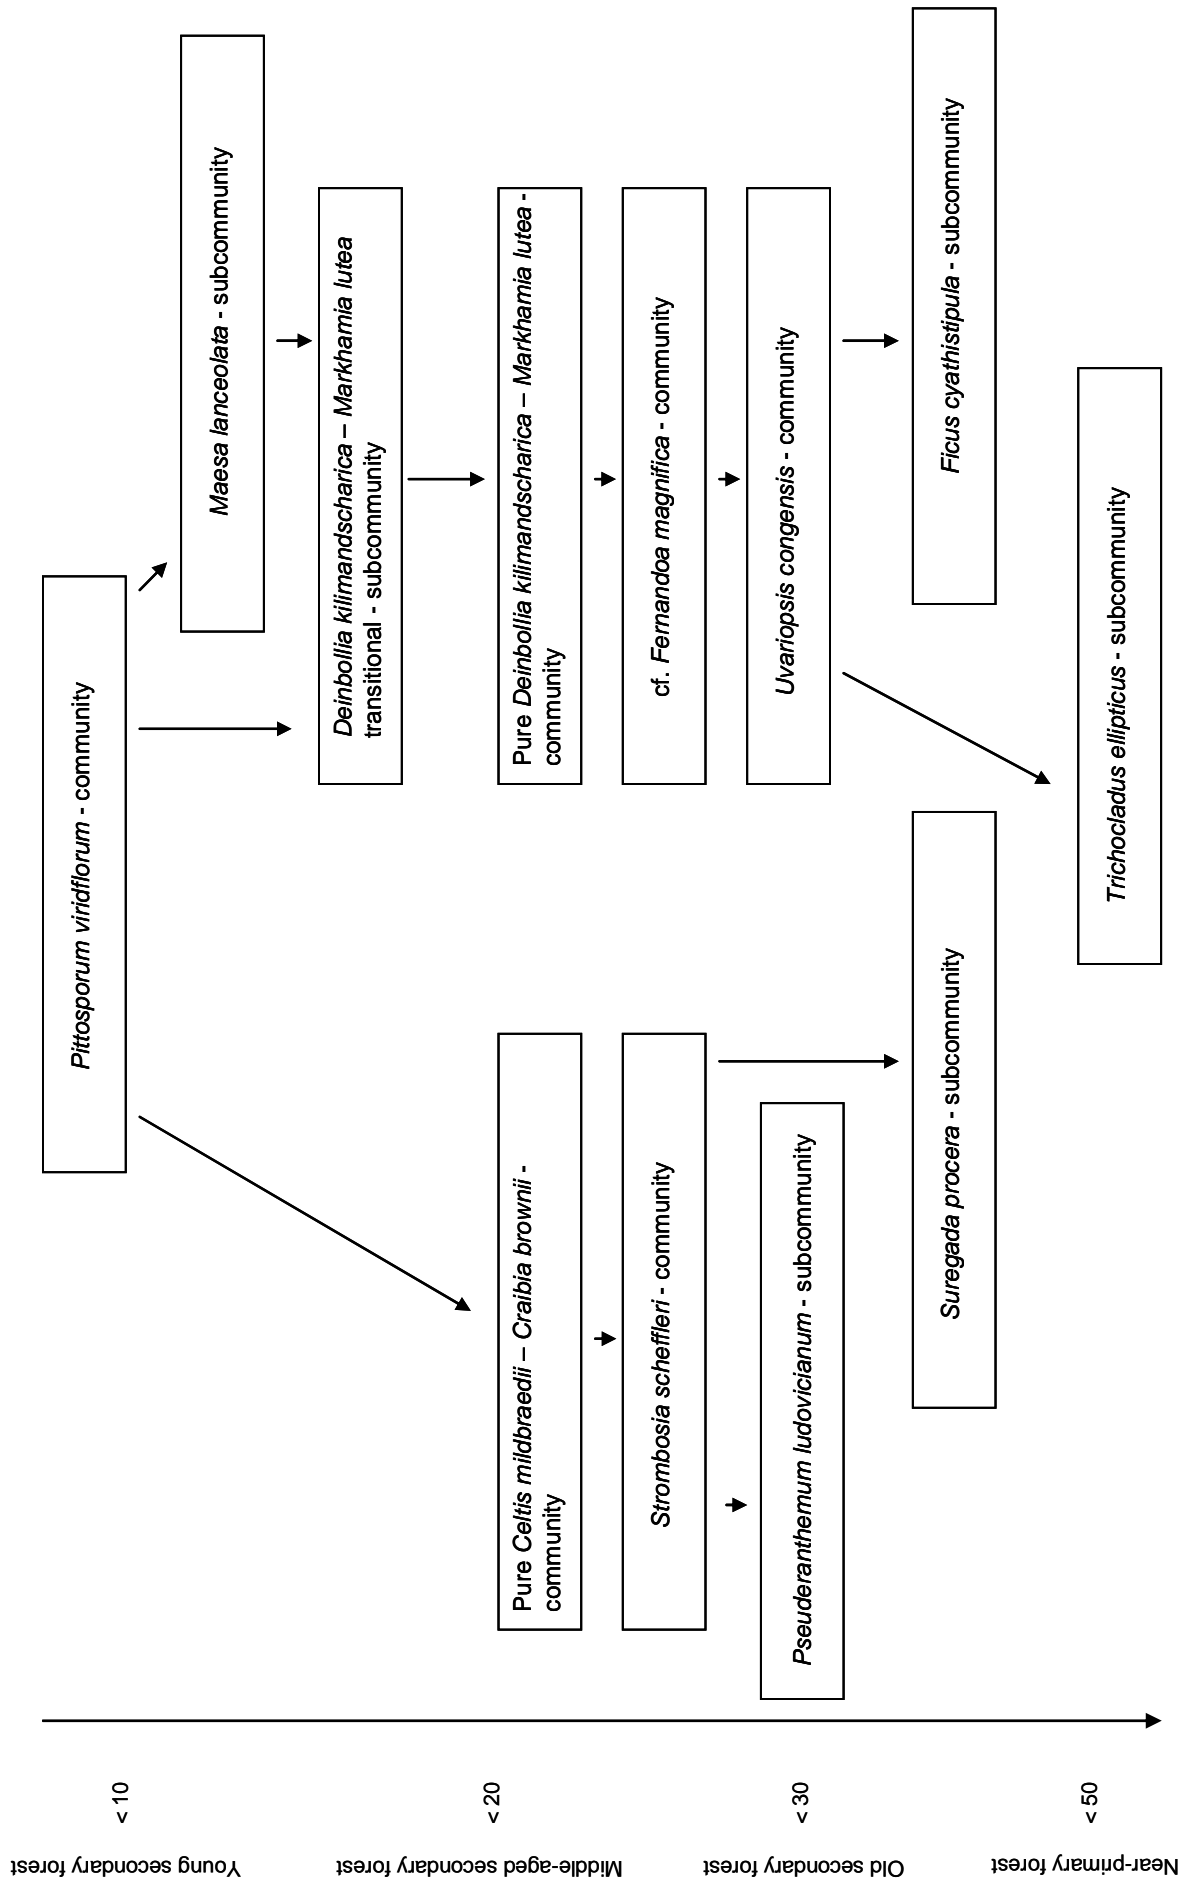 Pittosporum viridflorum - community
Maesa lanceolata - subcommunity
Deinbollia kilimandscharica – Markhamia lutea
transitional - subcommunity
Pure Celtis mildbraedii – Craibia brownii -
community
Pure Deinbollia kilimandscharica – Markhamia lutea -
community
Strombosia scheffleri - community
cf. Fernandoa magnifica - community
Pseuderanthemum ludovicianum - subcommunity
Uvariopsis congensis - community
Suregada procera - subcommunity
Ficus cyathistipula - subcommunity
Trichocladus ellipticus - subcommunity
< 10
< 20
< 30
< 50
Young secondary forest
Middle-aged secondary forest
Old secondary forest
Near-primary forest